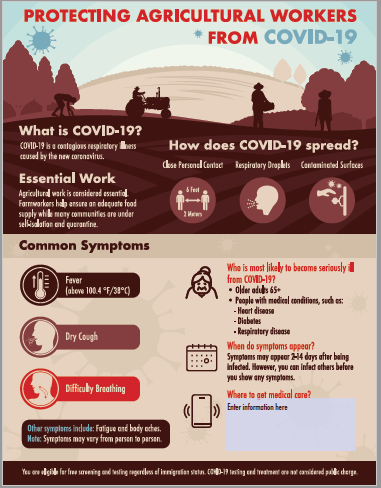 PROTECTING AGRICULTURAL WORKERS
FROM COVID-19
What is COVID-19?
COVID-19 is a contagious respiratory illness
caused by the new coronavirus.
Essential Work
Agricultural work is considered essential.
Farmworkers help ensure an adequate food
supply while many communities are under
self-isolation and quarantine.
How does COVID-19 spread?
Close Personal Contact
Respiratory Droplets
Contaminated Surfaces
6 Feet
2 Meters
Common Symptoms
Fever
(above 100.4 °F/38°C)
Dry Cough
Difficulty Breathing
Other symptoms include: Fatigue and body aches.
Note: Symptoms may vary from person to person.
Who is most likely to become seriously ill
from COVID-19?
• Older adults 65+
• People with medical conditions, such as:
- Heart disease
- Diabetes
- Respiratory disease
When do symptoms appear?
Symptoms may appear 2-14 days after being
infected. However, you can infect others before
you show any symptoms.
Where to get medical care?
Enter information here
You are eligible for free screening and testing regardless of immigration status. COVID-19 testing and treatment are not considered public charge.